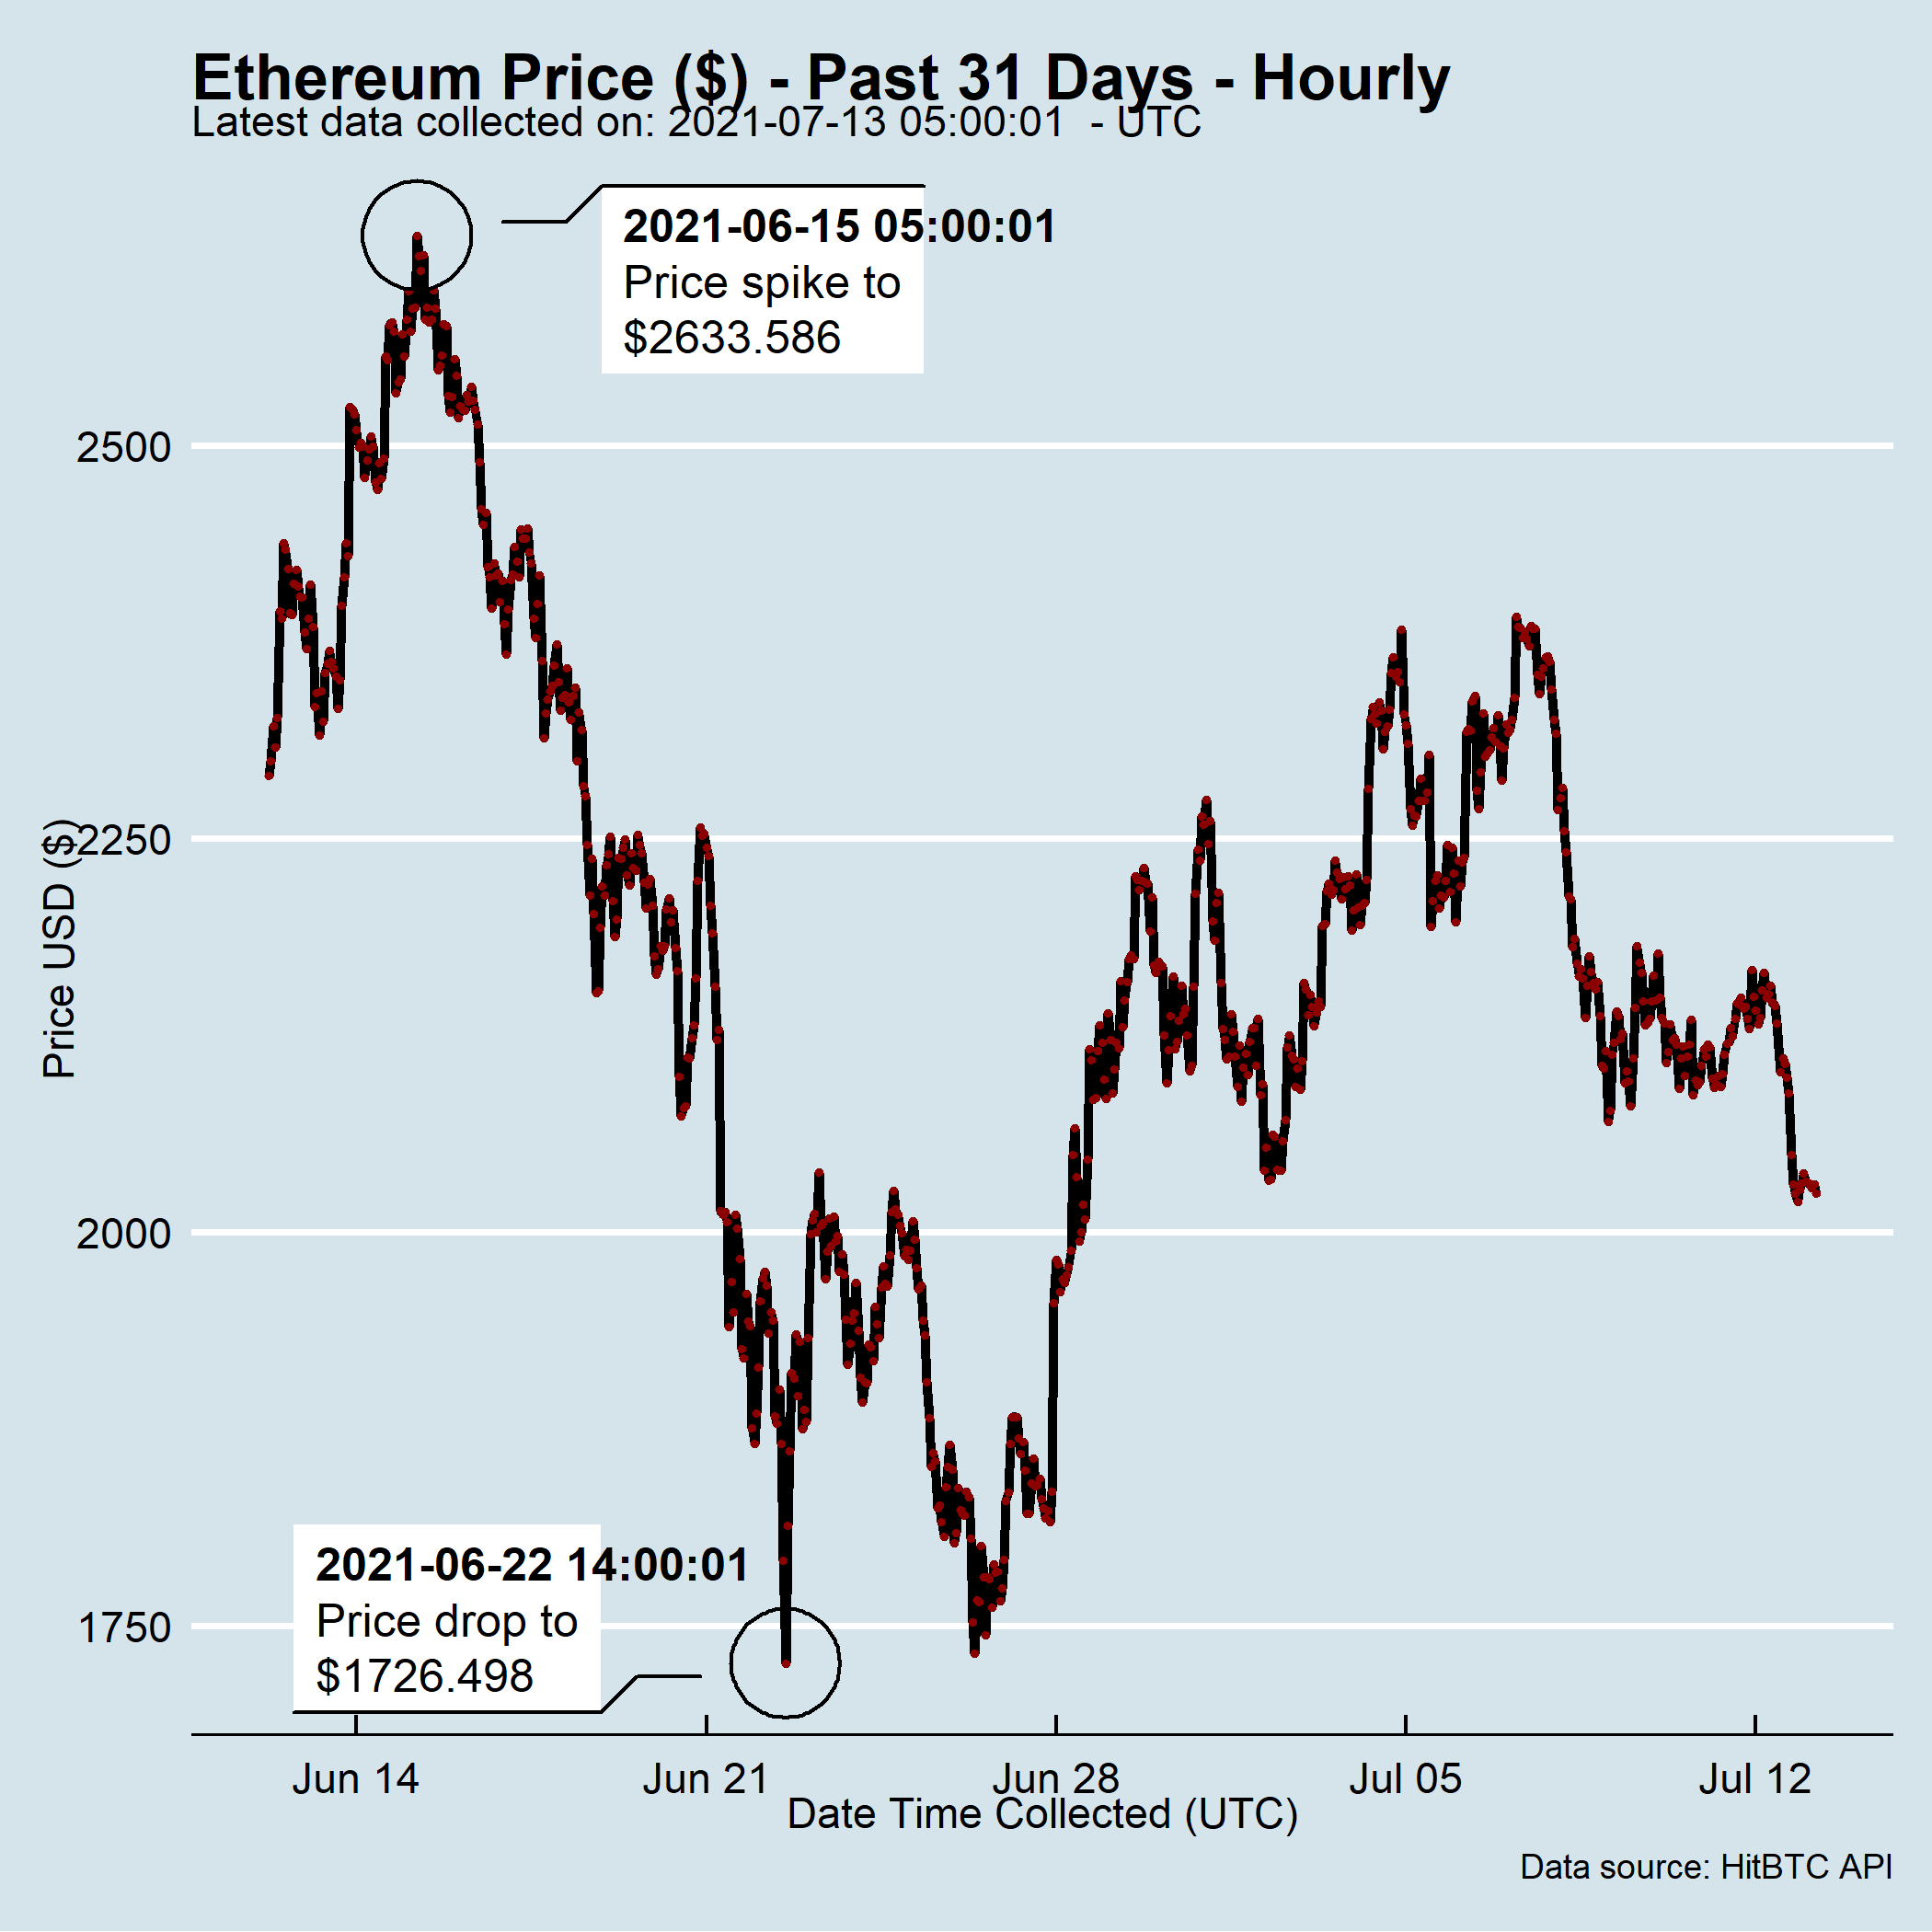 Ethereum Price ($) - Past 31 Days - Hourly
Latest data collected on: 2021-07-13 05:00:01  - UTC
2021-06-15 05:00:01
Price spike to
$2633.586
2500
2250
2000
1750
Price USD ($)
2021-06-22 14:00:01
Price drop to
$1726.498
Jun 14
Jun 21
Jun 28
Jul 05
Jul 12
Date Time Collected (UTC)
Data source: HitBTC API